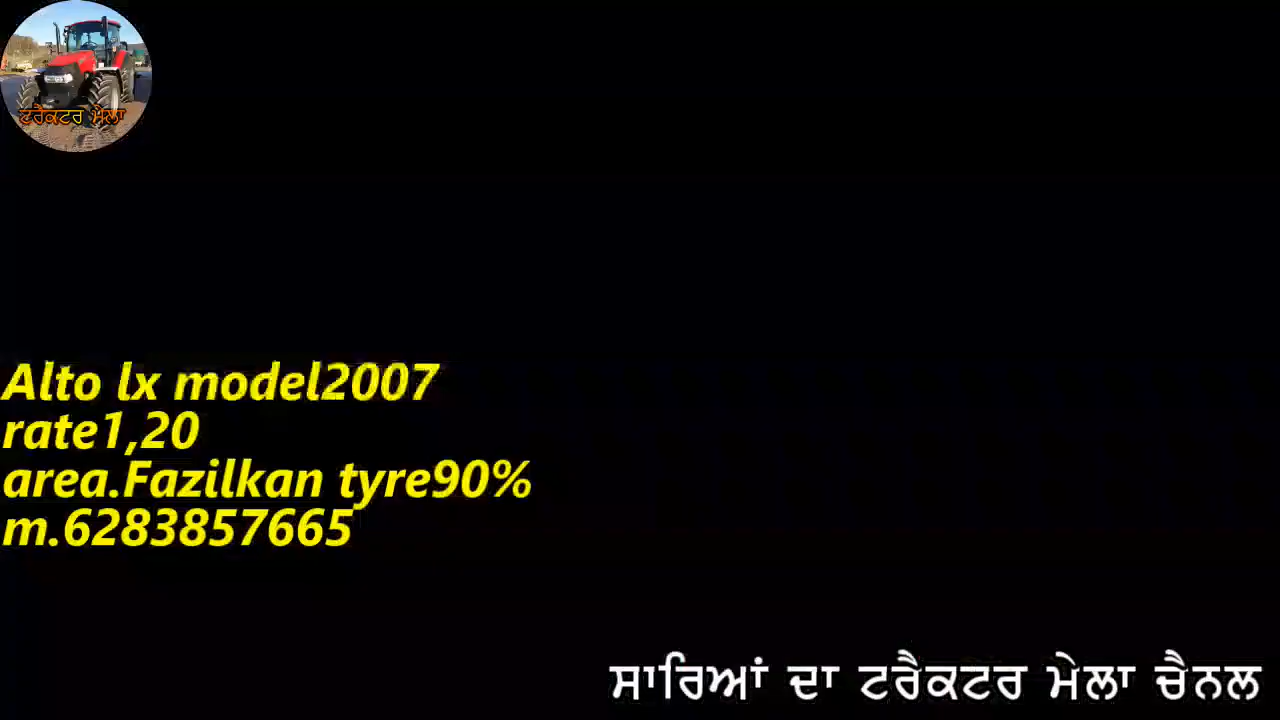 ਟਰੈਕਟਰ ਮੇਲਾ
Alto lx model2007
rate1,20
area.Fazilkan tyre90%
m.6283857665
ਸਾਰਿਆਂ ਦਾ ਟਰੈਕਟਰ ਮੇਲਾ ਚੈਨਲ